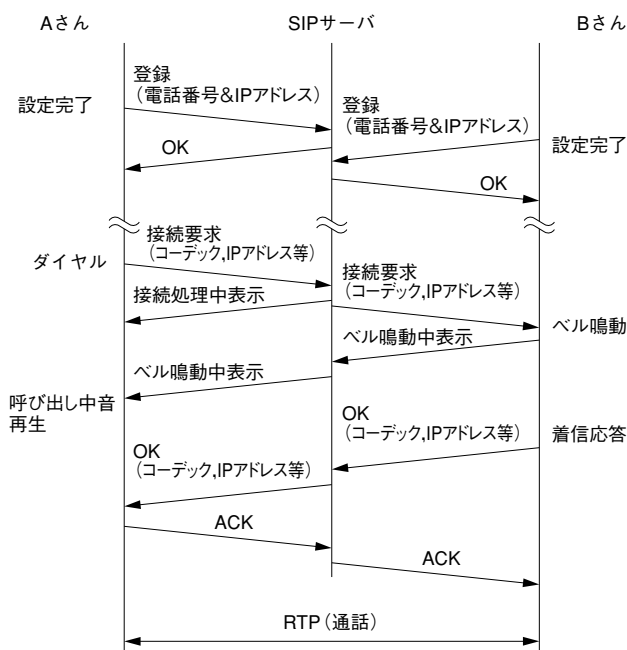 Aさん SIPサーバ Bさん
登録
(電話番号&IPアドレス)
設定完了
登録
(電話番号&IPアドレス)
OK
設定完了
OK
接続要求
(コーデック,IPアドレス等)
ダイヤル
接続要求
(コーデック,IPアドレス等)
接続処理中表示
ベル鳴動
ベル鳴動中表示
ベル鳴動中表示
呼び出し中音
再生
OK
(コーデック,IPアドレス等)
着信応答
OK
(コーデック,IPアドレス等)
ACK
ACK
RTP(通話)